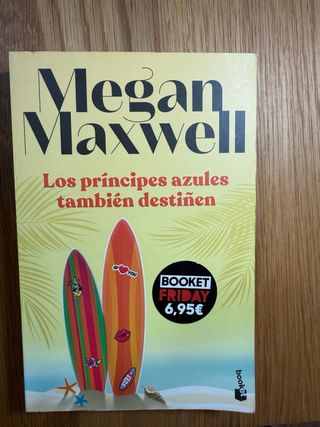 Megan
Maxwell
Los príncipes azules
también destiñen
BOOKET
FRIDAY
6,95€
booket